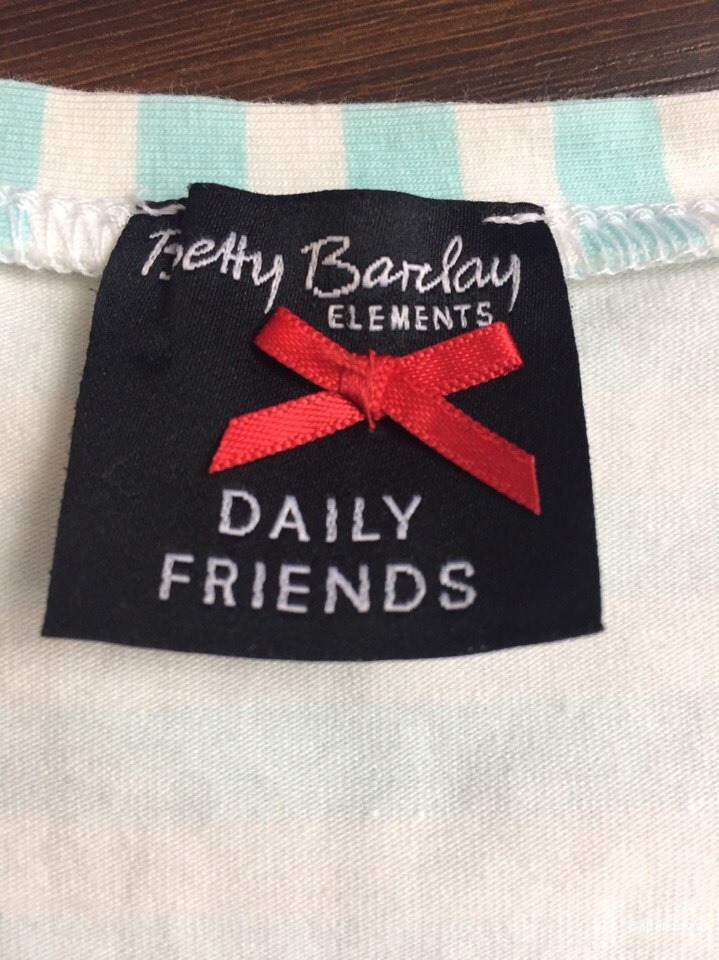 Betty Barclay
ELEMENTS
DAILY
FRIENDS